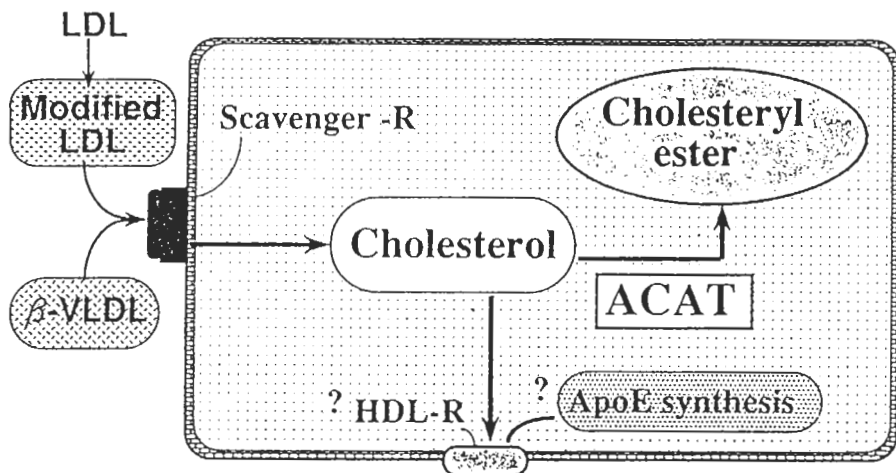 LDL
Modified
LDL
β-VLDL
Scavenger -R
Cholesterol
Cholesteryl
ester
ACAT
? HDL-R
? ApoE synthesis